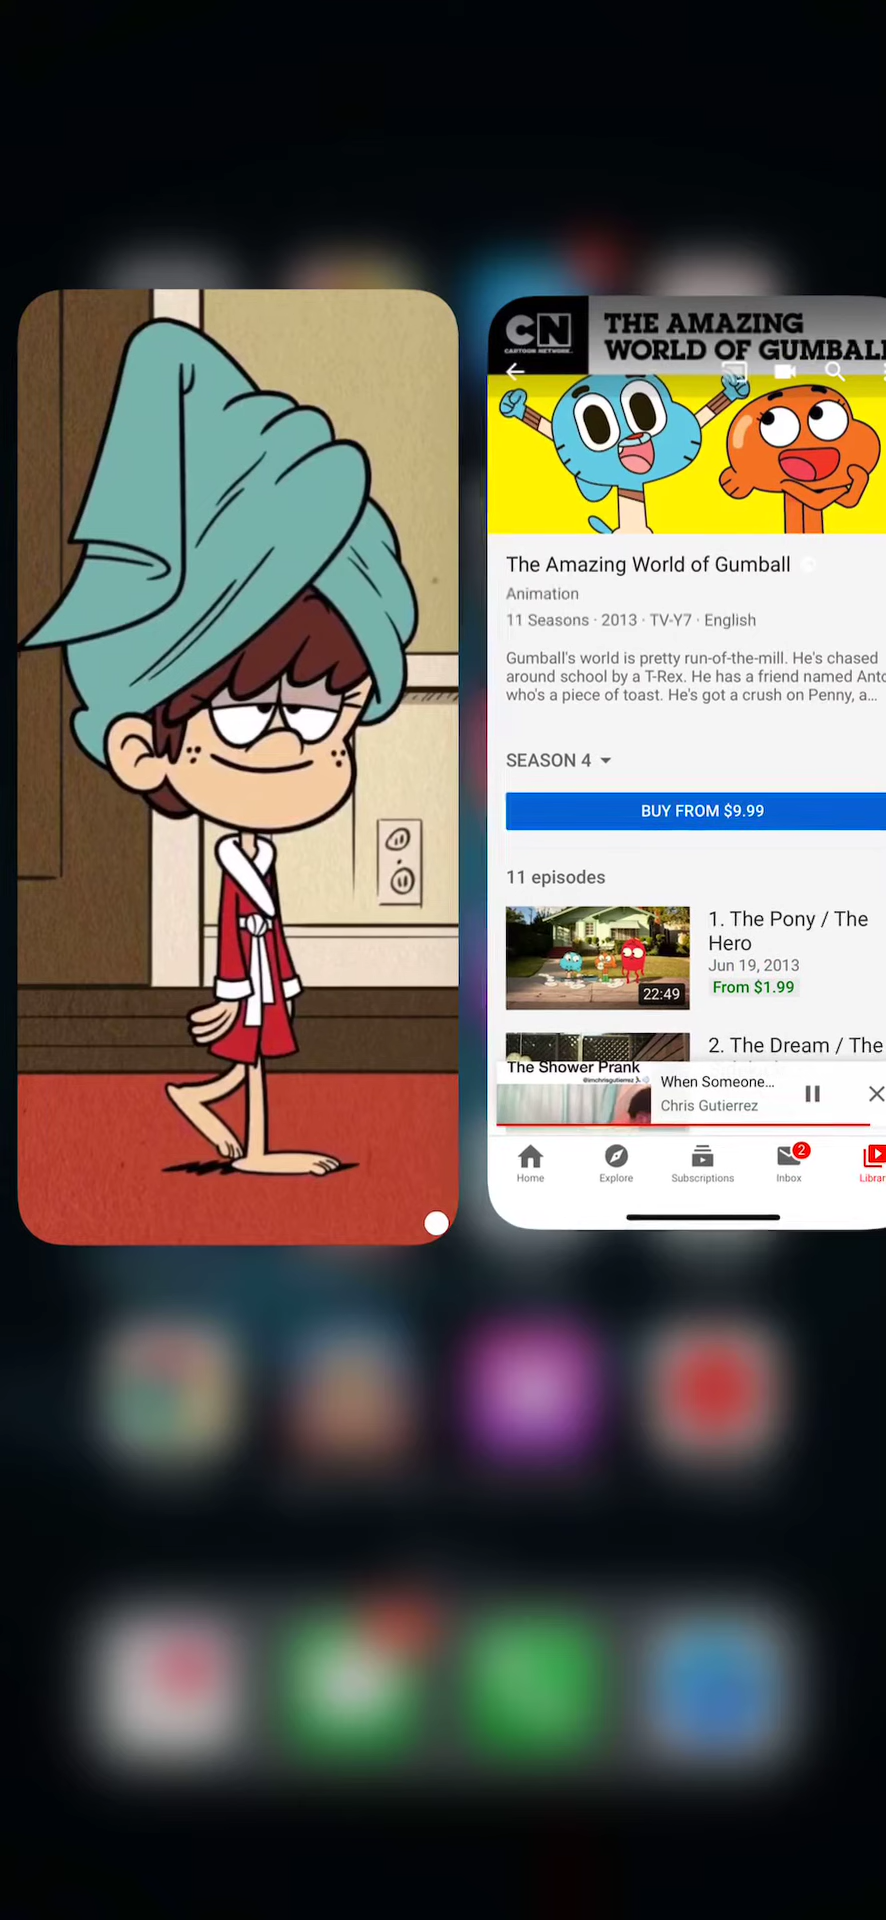 CN
CARTOON NETWORK.
THE AMAZING
WORLD OF GUMBALL
The Amazing World of Gumball
Animation
11 Seasons · 2013 · TV-Y7 · English
Gumball's world is pretty run-of-the-mill. He's chased
around school by a T-Rex. He has a friend named Anto
who's a piece of toast. He's got a crush on Penny, a...
SEASON 4
BUY FROM $9.99
11 episodes
1. The Pony / The
Hero
Jun 19, 2013
From $1.99
22:49
2. The Dream / The
The Shower Prank
@imchrisgutierrez
When Someone...
Chris Gutierrez
Home
Explore
Subscriptions
2
Inbox
Librar